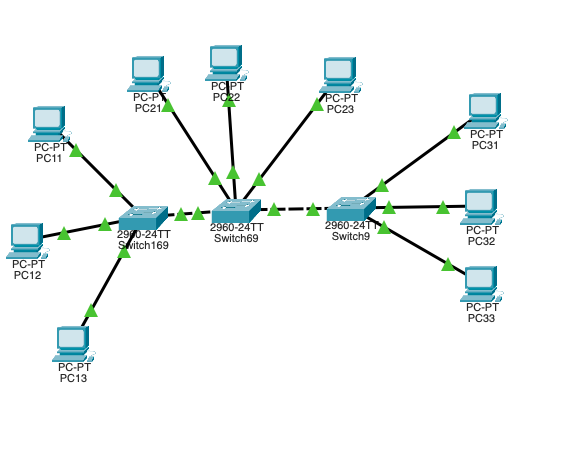 PC-PT
PC21
PC-PT
PC22
PC-PT
PC23
PC-PT
PC11
PC-PT
PC31
2960-24TT
Switch169
2960-24TT
Switch69
2960-24TT
Switch9
PC-PT
PC32
PC-PT
PC12
PC-PT
PC33
PC-PT
PC13